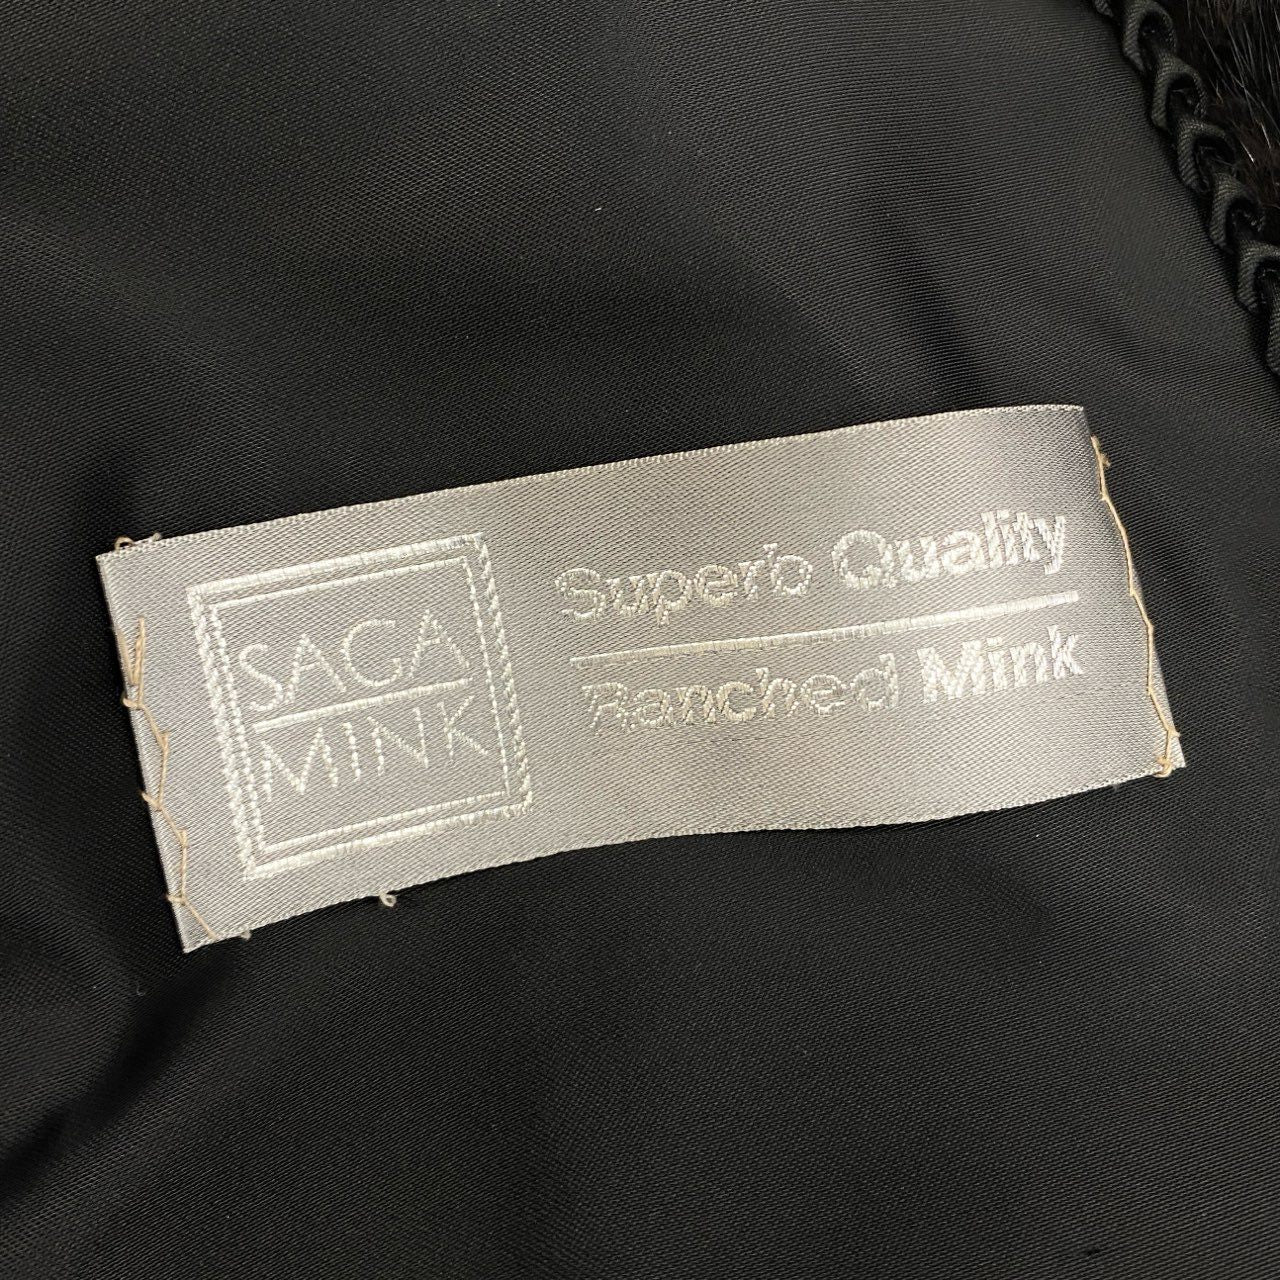 SAGA
MINK
Superb Quality
Ranched Mink